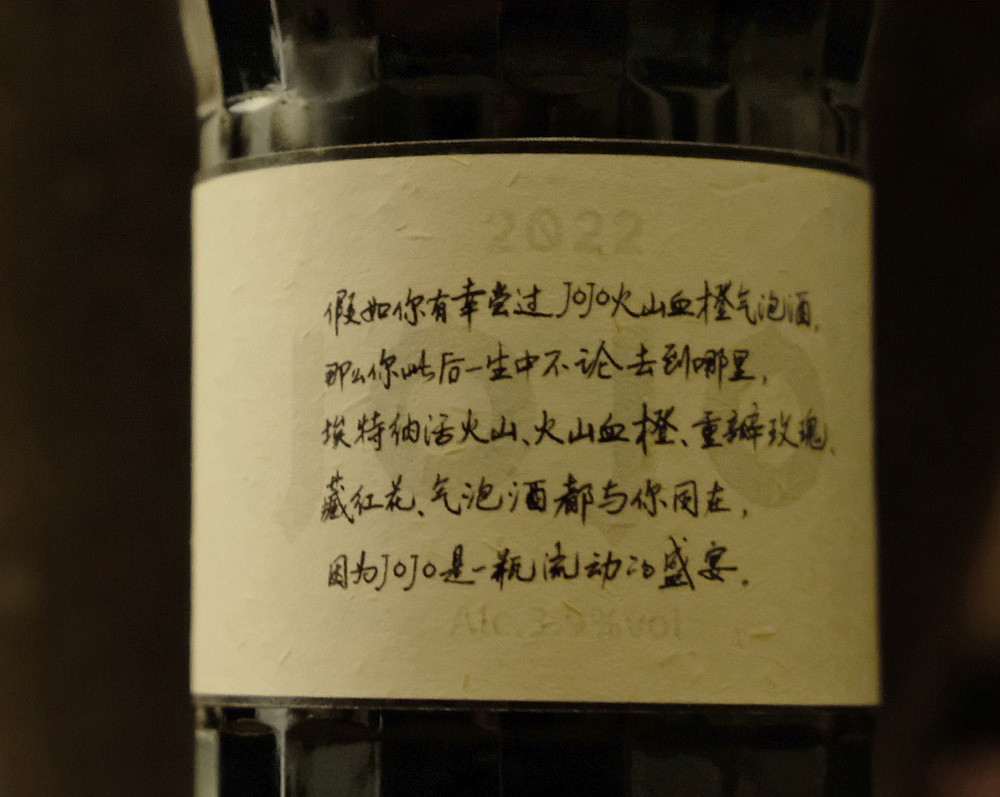 2022
假如你有幸尝过JOJO火山血橙气泡酒,
那么你此后一生中不论去到哪里,
埃特纳活火山、火山血橙、重瓣玫瑰、
藏红花、气泡酒都与你同在,
因为JOJO是一瓶流动的盛宴.
JOJO
Alc. %vol